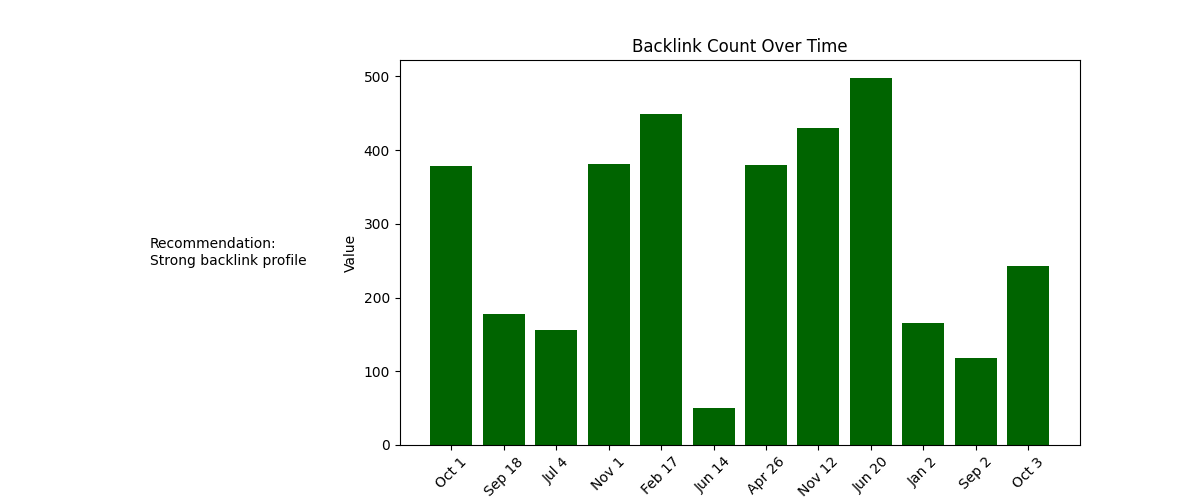 Backlink Count Over Time
Recommendation:
Strong backlink profile
Value
500
400
300
200
100
0
Oct 1
Sep 18
Jul 4
Nov 1
Feb 17
Jun 14
Apr 26
Nov 12
Jun 20
Jan 2
Sep 2
Oct 3